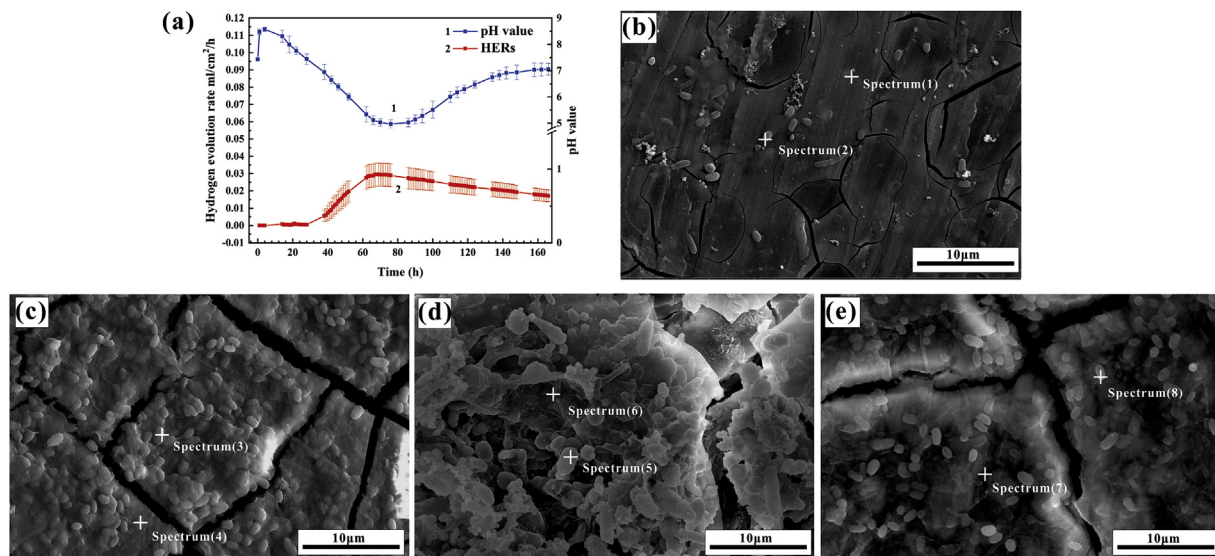 (a)
0.12
0.11
0.10
0.09
0.08
0.07
0.06
0.05
0.04
0.03
0.02
0.01
0.00
-0.01
Hydrogen evolution rate ml/cm²/h
1 pH value
2 HERs
1
2
9
8
7
6
5
1
0
pH value
0 20 40 60 80 100 120 140 160
Time (h)
(b)
Spectrum(1)
Spectrum(2)
10μm
(c)
Spectrum(3)
Spectrum(4)
10μm
(d)
Spectrum(6)
Spectrum(5)
10μm
(e)
Spectrum(8)
Spectrum(7)
10μm